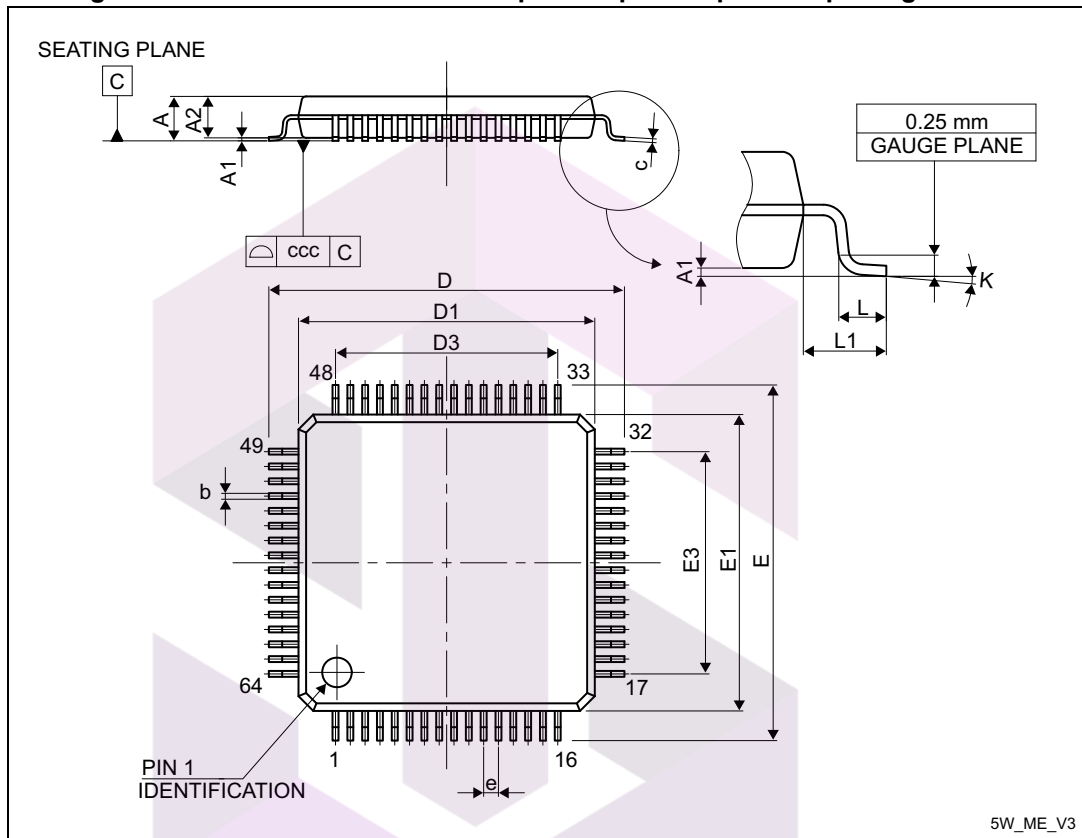 SEATING PLANE
C
A
A2
A1
c
ccc C
0.25 mm
GAUGE PLANE
A1
K
L
L1
D
D1
D3
48
33
49
32
b
E3
E1
E
64
17
1
16
e
PIN 1
IDENTIFICATION
5W_ME_V3